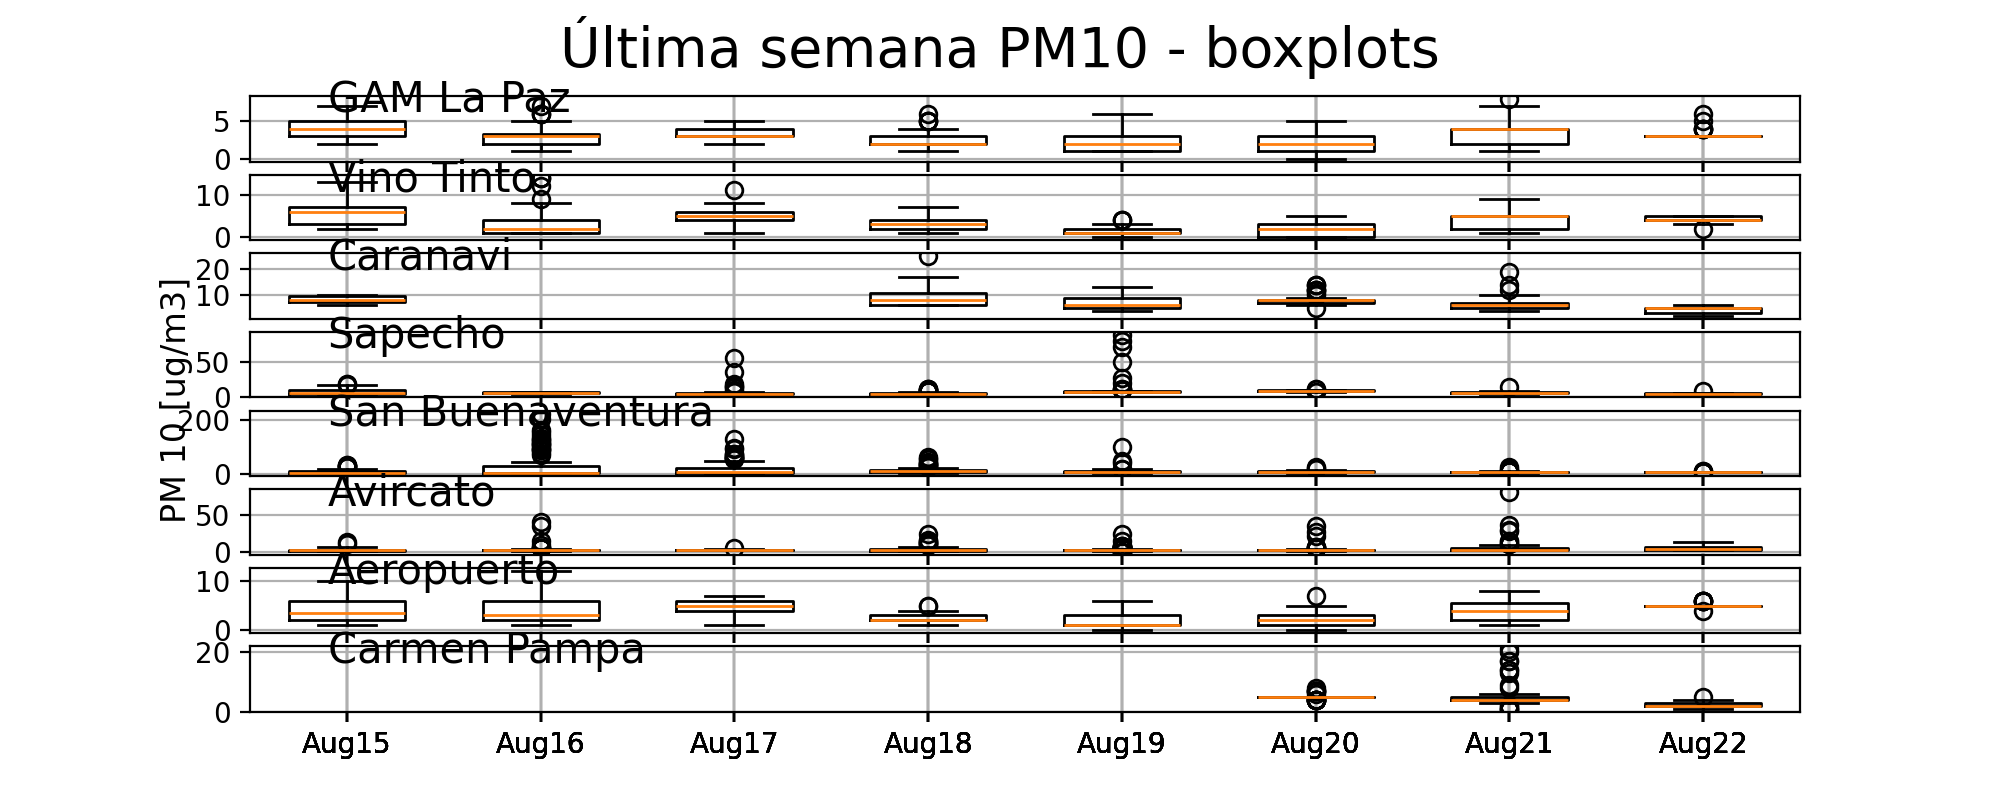 Última semana PM10 - boxplots
GAM La Paz
5
0
Vino Tinto
10
0
Caranavi
20
10
Sapecho
50
0
San Buenaventura
200
0
Avircato
50
0
Aeropuerto
10
0
Carmen Pampa
20
0
PM 10 [ug/m3]
Aug15 Aug16 Aug17 Aug18 Aug19 Aug20 Aug21 Aug22